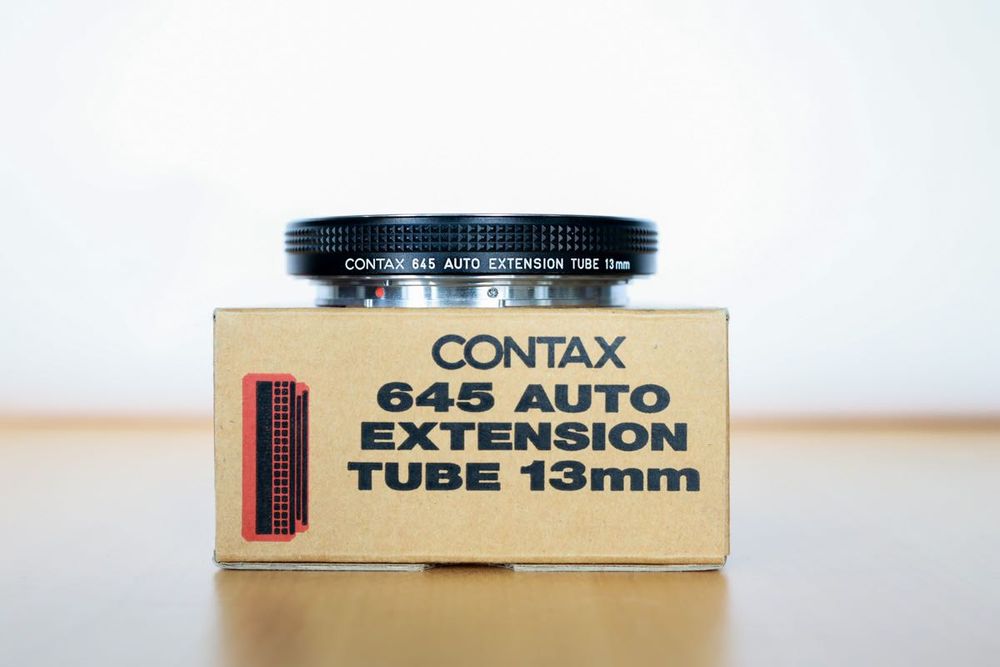 CONTAX 645 AUTO EXTENSION TUBE 13mm
CONTAX
645 AUTO
EXTENSION
TUBE 13mm